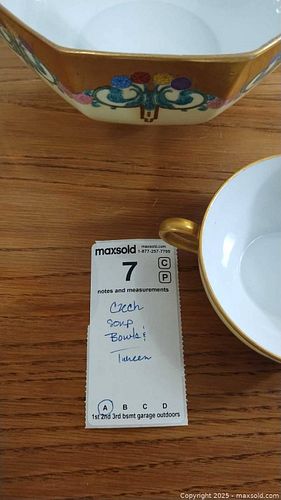 maxsold maxsold.com
1-877-257-7700
7
C
P
notes and measurements
Czech
Soup
Bowls &
Tureen
A B C D
1st 2nd 3rd bsmt garage outdoors
Copyright 2025 - maxsold.com